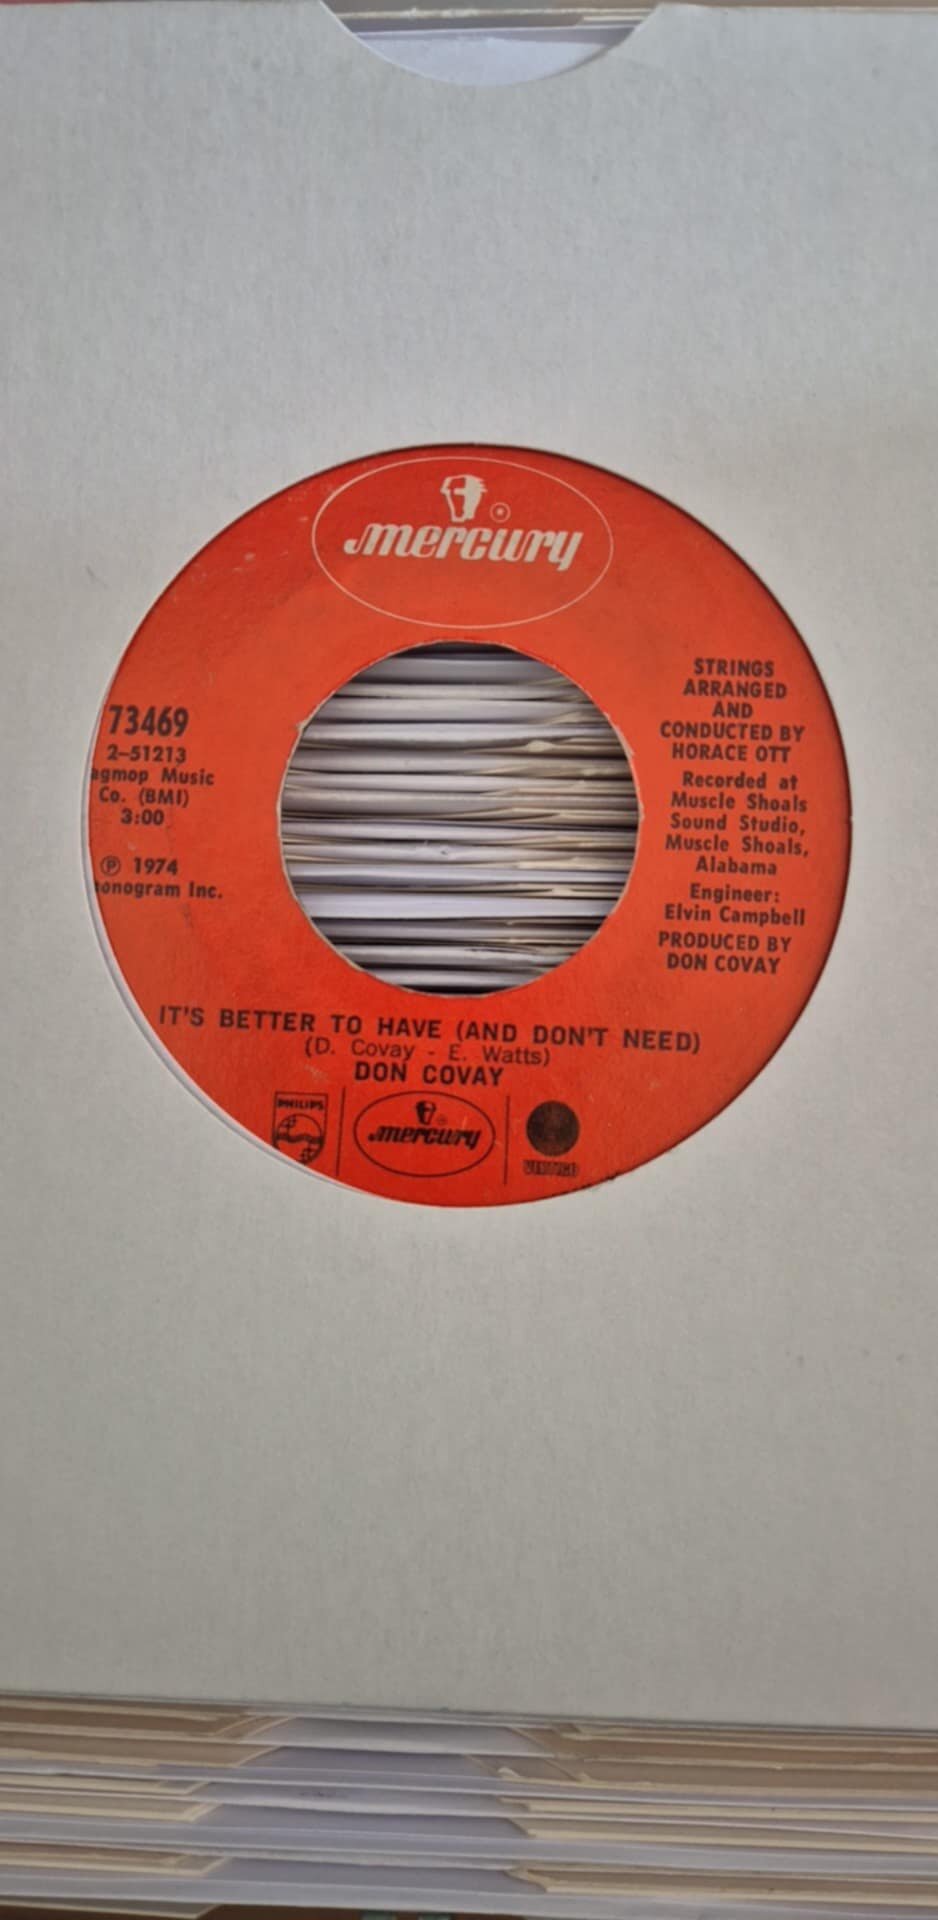 mercury
73469
2-51213
agmop Music
Co. (BMI)
3:00
Ⓟ 1974
onogram Inc.
STRINGS
ARRANGED
AND
CONDUCTED BY
HORACE OTT
Recorded at
Muscle Shoals
Sound Studio,
Muscle Shoals,
Alabama
Engineer:
Elvin Campbell
PRODUCED BY
DON COVAY
IT'S BETTER TO HAVE (AND DON'T NEED)
(D. Covay - E. Watts)
DON COVAY
PHILIPS
mercury
VERTIGO